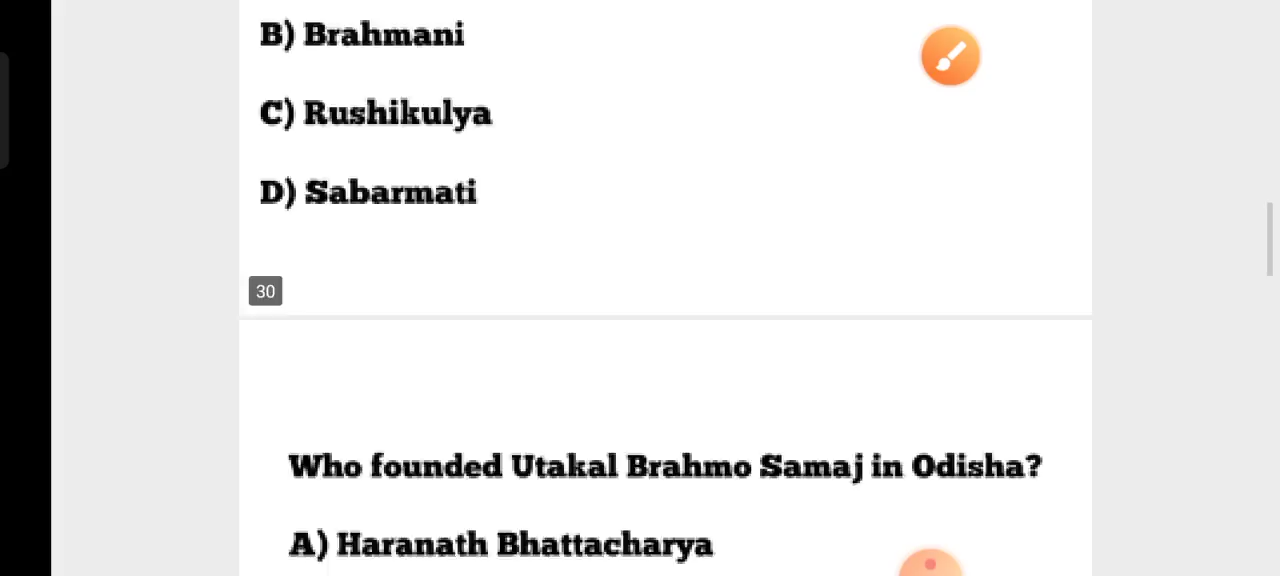 B) Brahmani
C) Rushikulya
D) Sabarmati
30
Who founded Utakal Brahmo Samaj in Odisha?
A) Haranath Bhattacharya